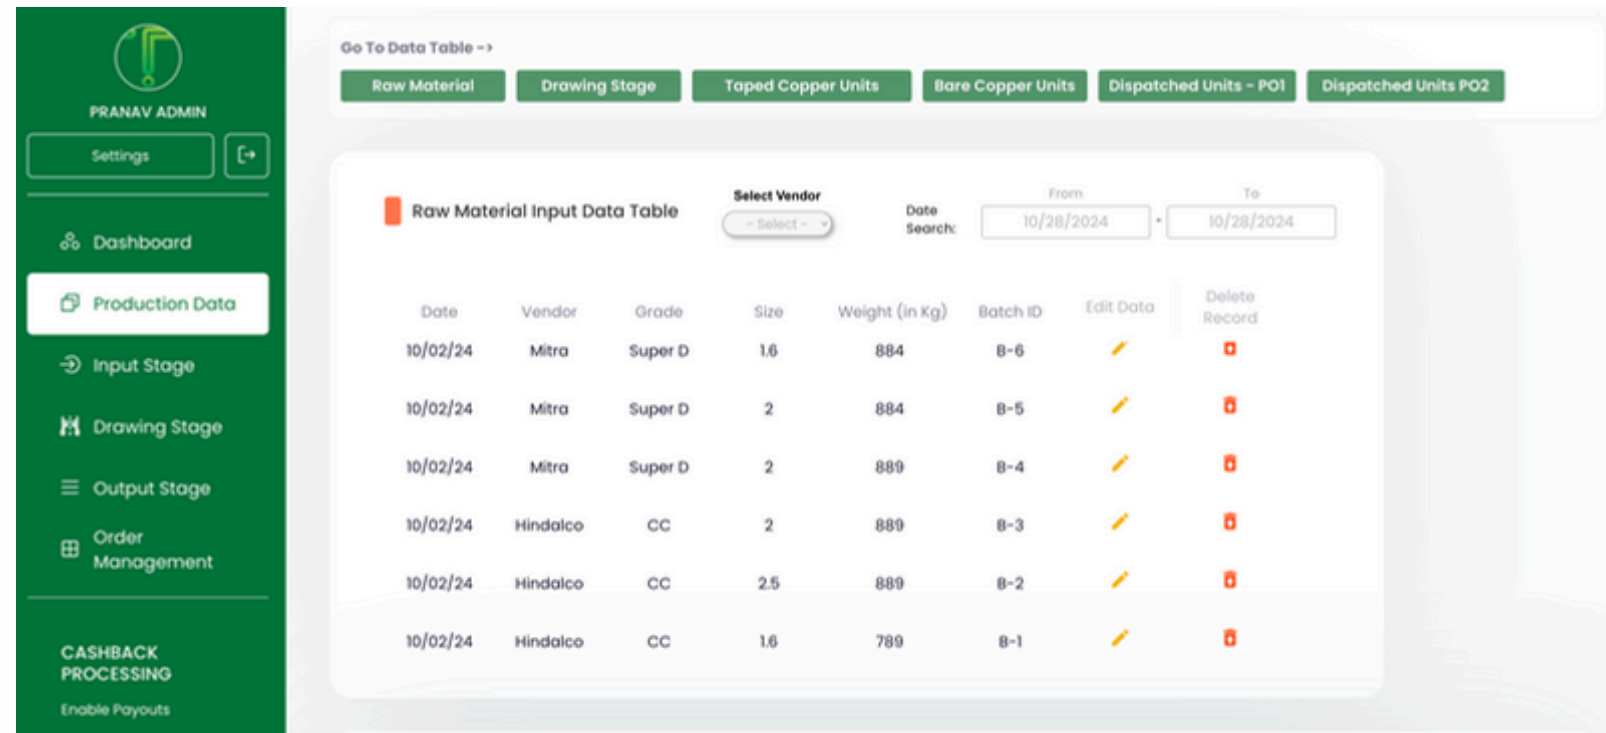 PRANAV ADMIN
Settings
Dashboard
Production Data
Input Stage
Drawing Stage
Output Stage
Order
Management
CASHBACK
PROCESSING
Enable Payouts
Go To Data Table ->
Raw Material Drawing Stage Taped Copper Units Bare Copper Units Dispatched Units - PO1 Dispatched Units PO2
Raw Material Input Data Table
Select Vendor
- Select -
Date
Search:
From To
10/28/2024 - 10/28/2024
Date Vendor Grade Size Weight (in Kg) Batch ID Edit Data Delete
Record
10/02/24 Mitra Super D 1.6 884 B-6
10/02/24 Mitra Super D 2 884 B-5
10/02/24 Mitra Super D 2 889 B-4
10/02/24 Hindalco CC 2 889 B-3
10/02/24 Hindalco CC 2.5 889 B-2
10/02/24 Hindalco CC 1.6 789 B-1